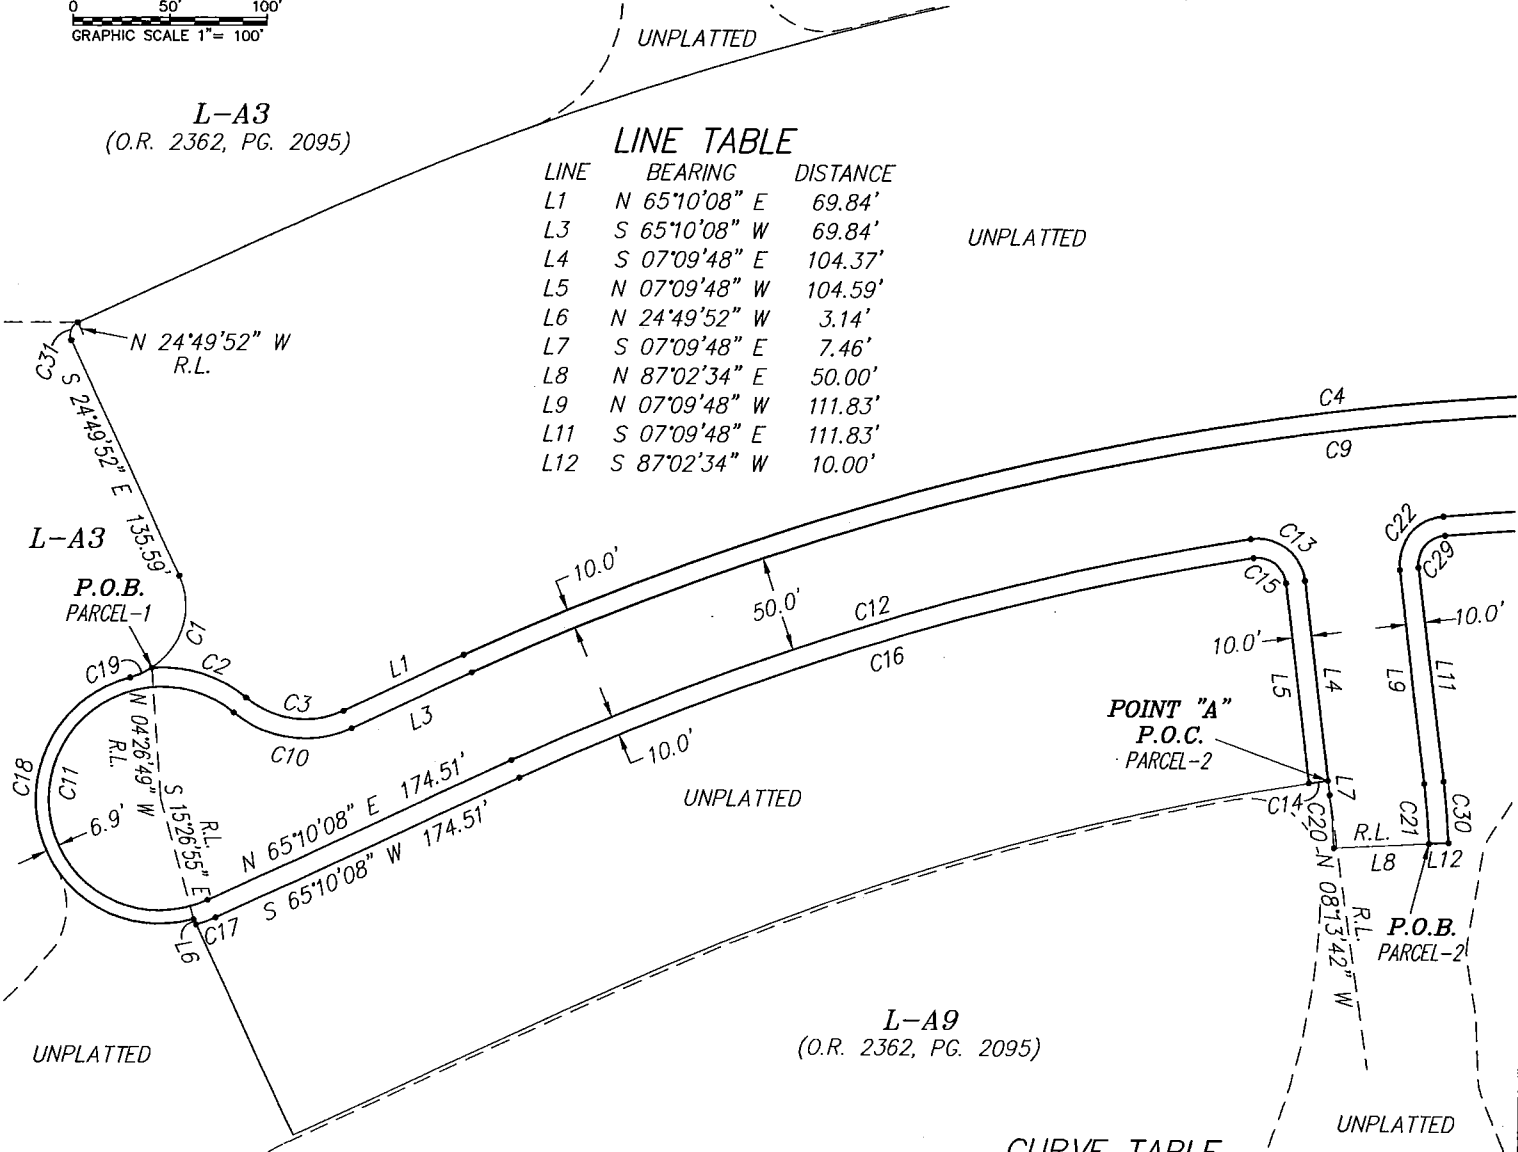 0 50' 100'
GRAPHIC SCALE 1"= 100'
UNPLATTED
L-A3
(O.R. 2362, PG. 2095)
LINE TABLE
LINE BEARING DISTANCE
L1 N 65°10'08" E 69.84'
L3 S 65°10'08" W 69.84'
L4 S 07°09'48" E 104.37'
L5 N 07°09'48" W 104.59'
L6 N 24°49'52" W 3.14'
L7 S 07°09'48" E 7.46'
L8 N 87°02'34" E 50.00'
L9 N 07°09'48" W 111.83'
L11 S 07°09'48" E 111.83'
L12 S 87°02'34" W 10.00'
UNPLATTED
N 24°49'52" W
R.L.
C31
S 24°49'52" E 135.59'
L-A3
P.O.B.
PARCEL-1
C1
C19
C2
C3
L1
L3
C10
C18
C11
6.9'
N 04°26'49" W
R.L.
S 15°26'55" E
R.L.
N 65°10'08" E 174.51'
S 65°10'08" W 174.51'
C17
L6
10.0'
50.0'
10.0'
C12
C16
C4
C9
C13
C15
10.0'
L5
L4
C22
C29
10.0'
L9
L11
POINT "A"
P.O.C.
PARCEL-2
L7
C14
C20
R.L.
L8
C21
C30
L12
N 08°13'42" W
R.L.
P.O.B.
PARCEL-2
UNPLATTED
L-A9
(O.R. 2362, PG. 2095)
UNPLATTED
UNPLATTED
CURVE TABLE